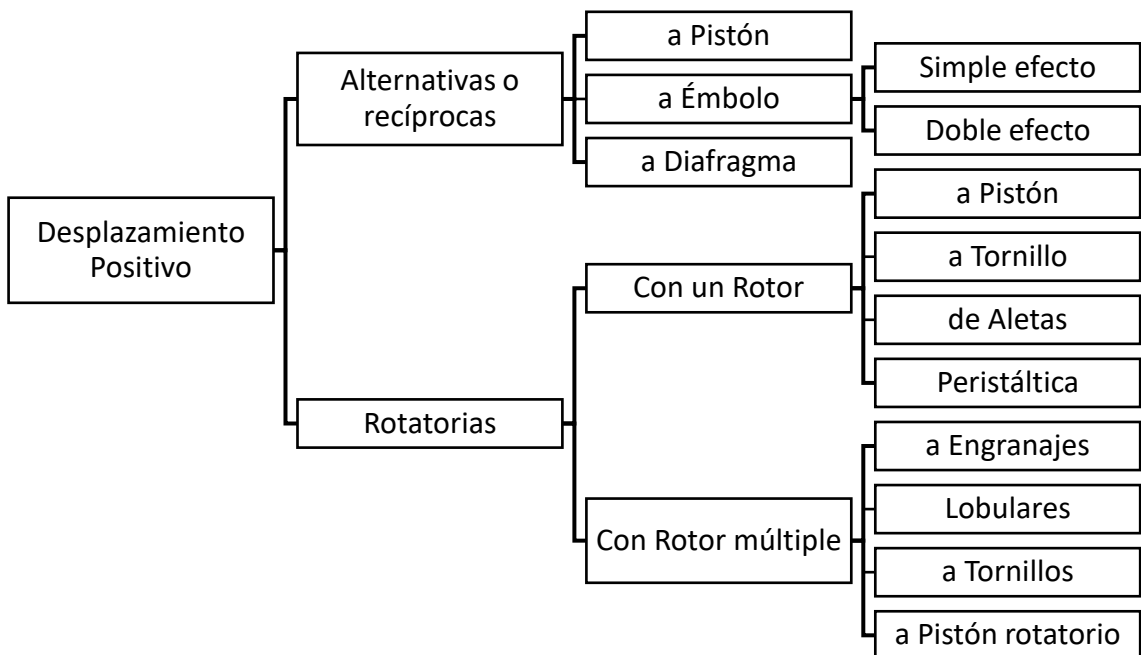 Desplazamiento
Positivo
Alternativas o
recíprocas
a Pistón
a Émbolo
Simple efecto
Doble efecto
a Diafragma
Rotatorias
Con un Rotor
a Pistón
a Tornillo
de Aletas
Peristáltica
Con Rotor múltiple
a Engranajes
Lobulares
a Tornillos
a Pistón rotatorio